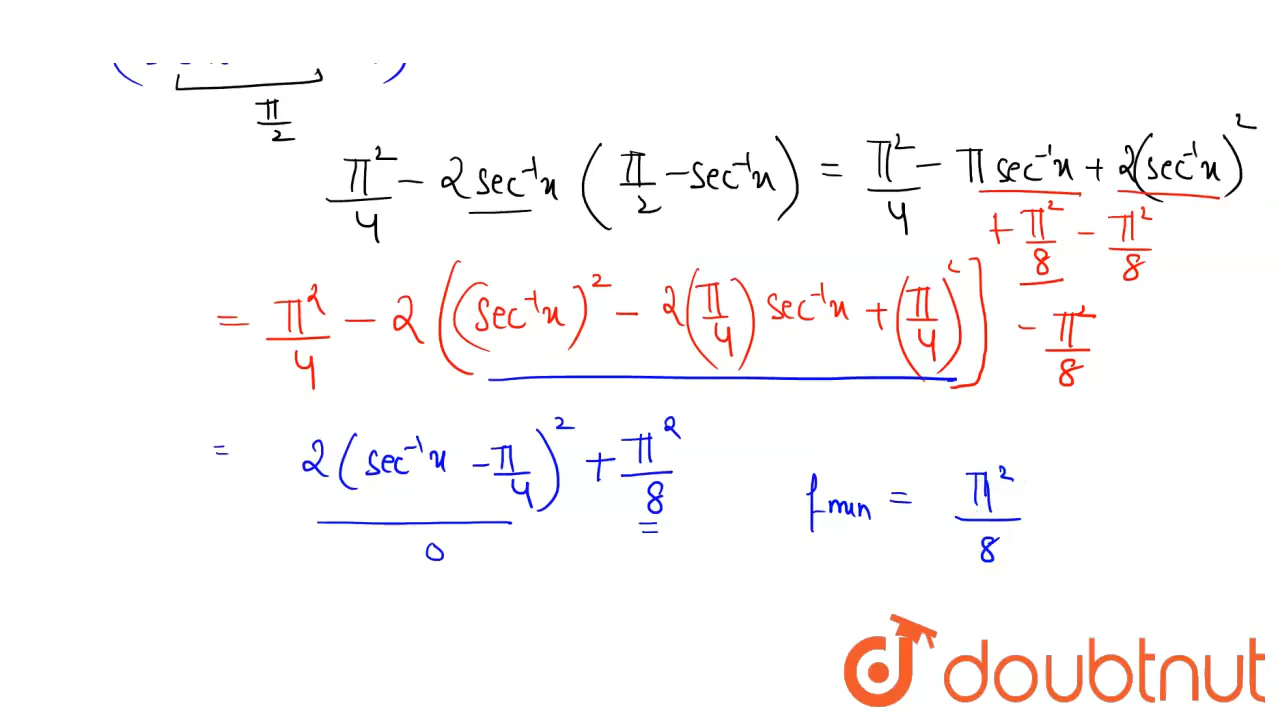 π/2
π²/4 - 2sec⁻¹x (π/2 - sec⁻¹x) = π²/4 - π sec⁻¹x + 2(sec⁻¹x)²
+ π²/8 - π²/8
= π²/4 - 2((sec⁻¹x)² - 2(π/4) sec⁻¹x + (π/4)²] - π²/8
= 2(sec⁻¹x - π/4)² + π²/8
fmin = π²/8
0
doubtnut